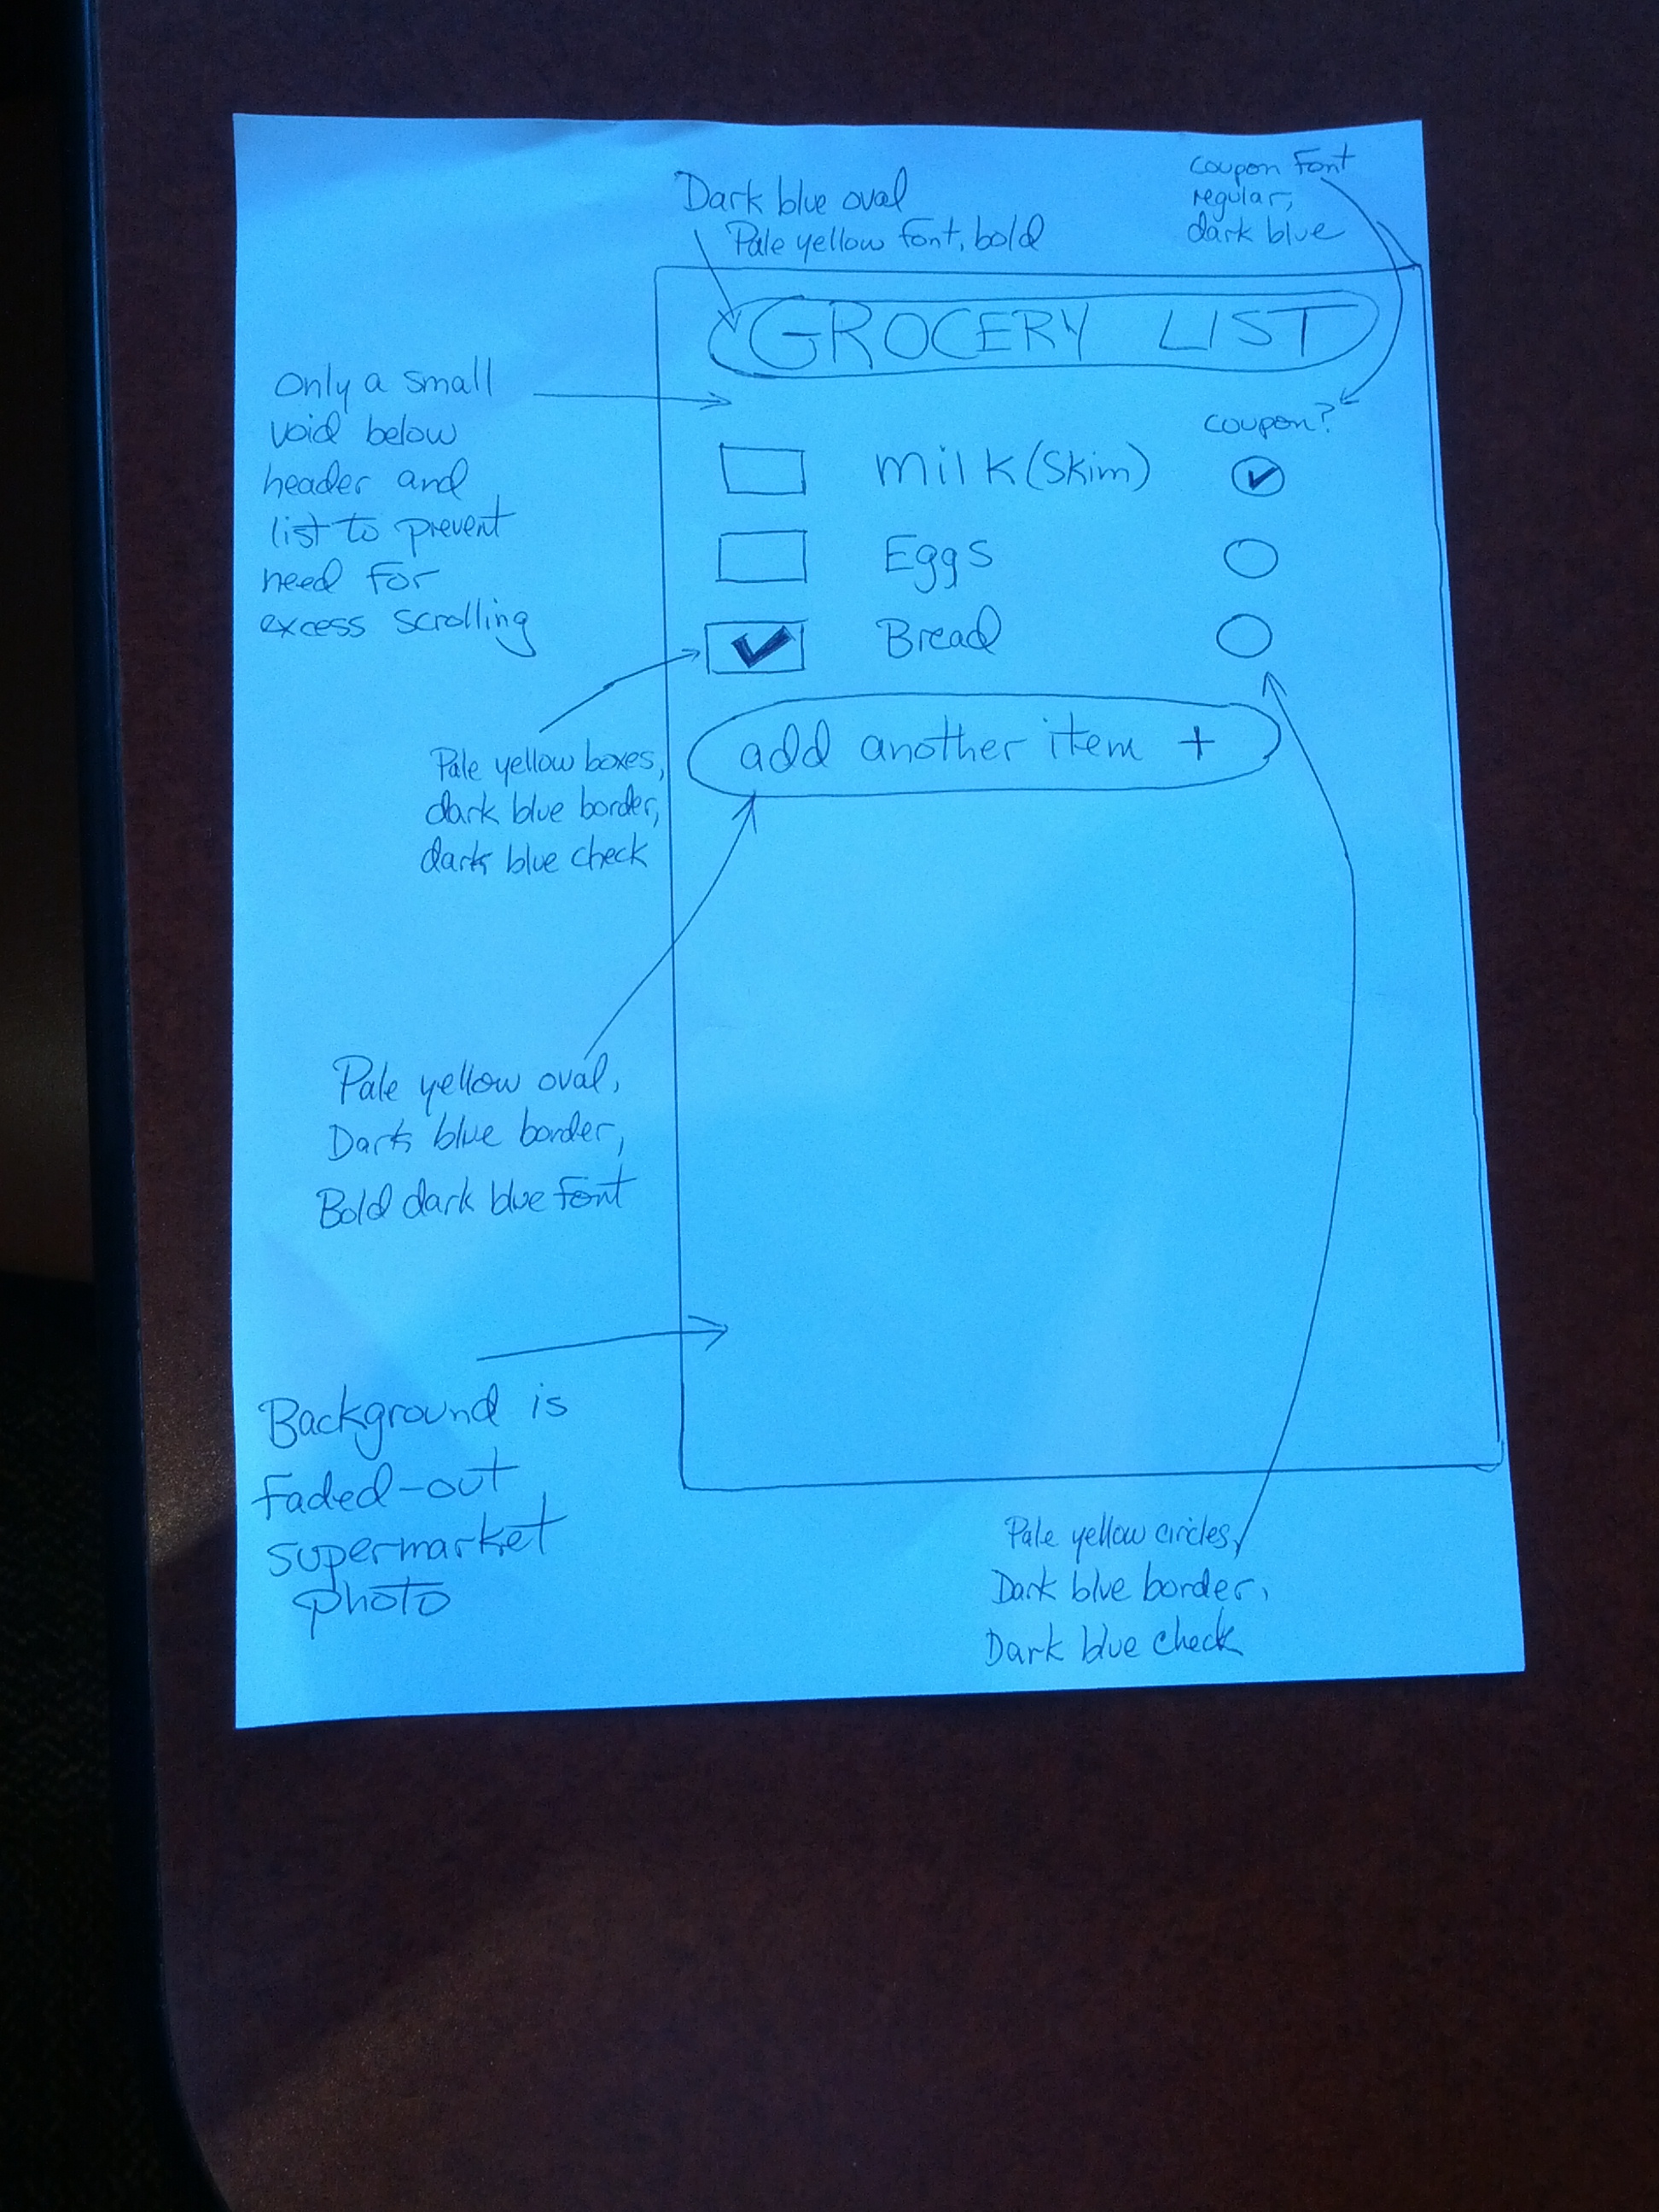 Dark blue oval
Pale yellow font, bold
coupon font
regular,
dark blue
GROCERY LIST
only a small
void below
header and
list to prevent
need for
excess scrolling
coupon?
milk (skim)
Eggs
Bread
add another item +
Pale yellow boxes,
dark blue border,
dark blue check
Pale yellow oval,
Dark blue border,
Bold dark blue font
Background is
faded-out
supermarket
photo
Pale yellow circles,
Dark blue border,
Dark blue check